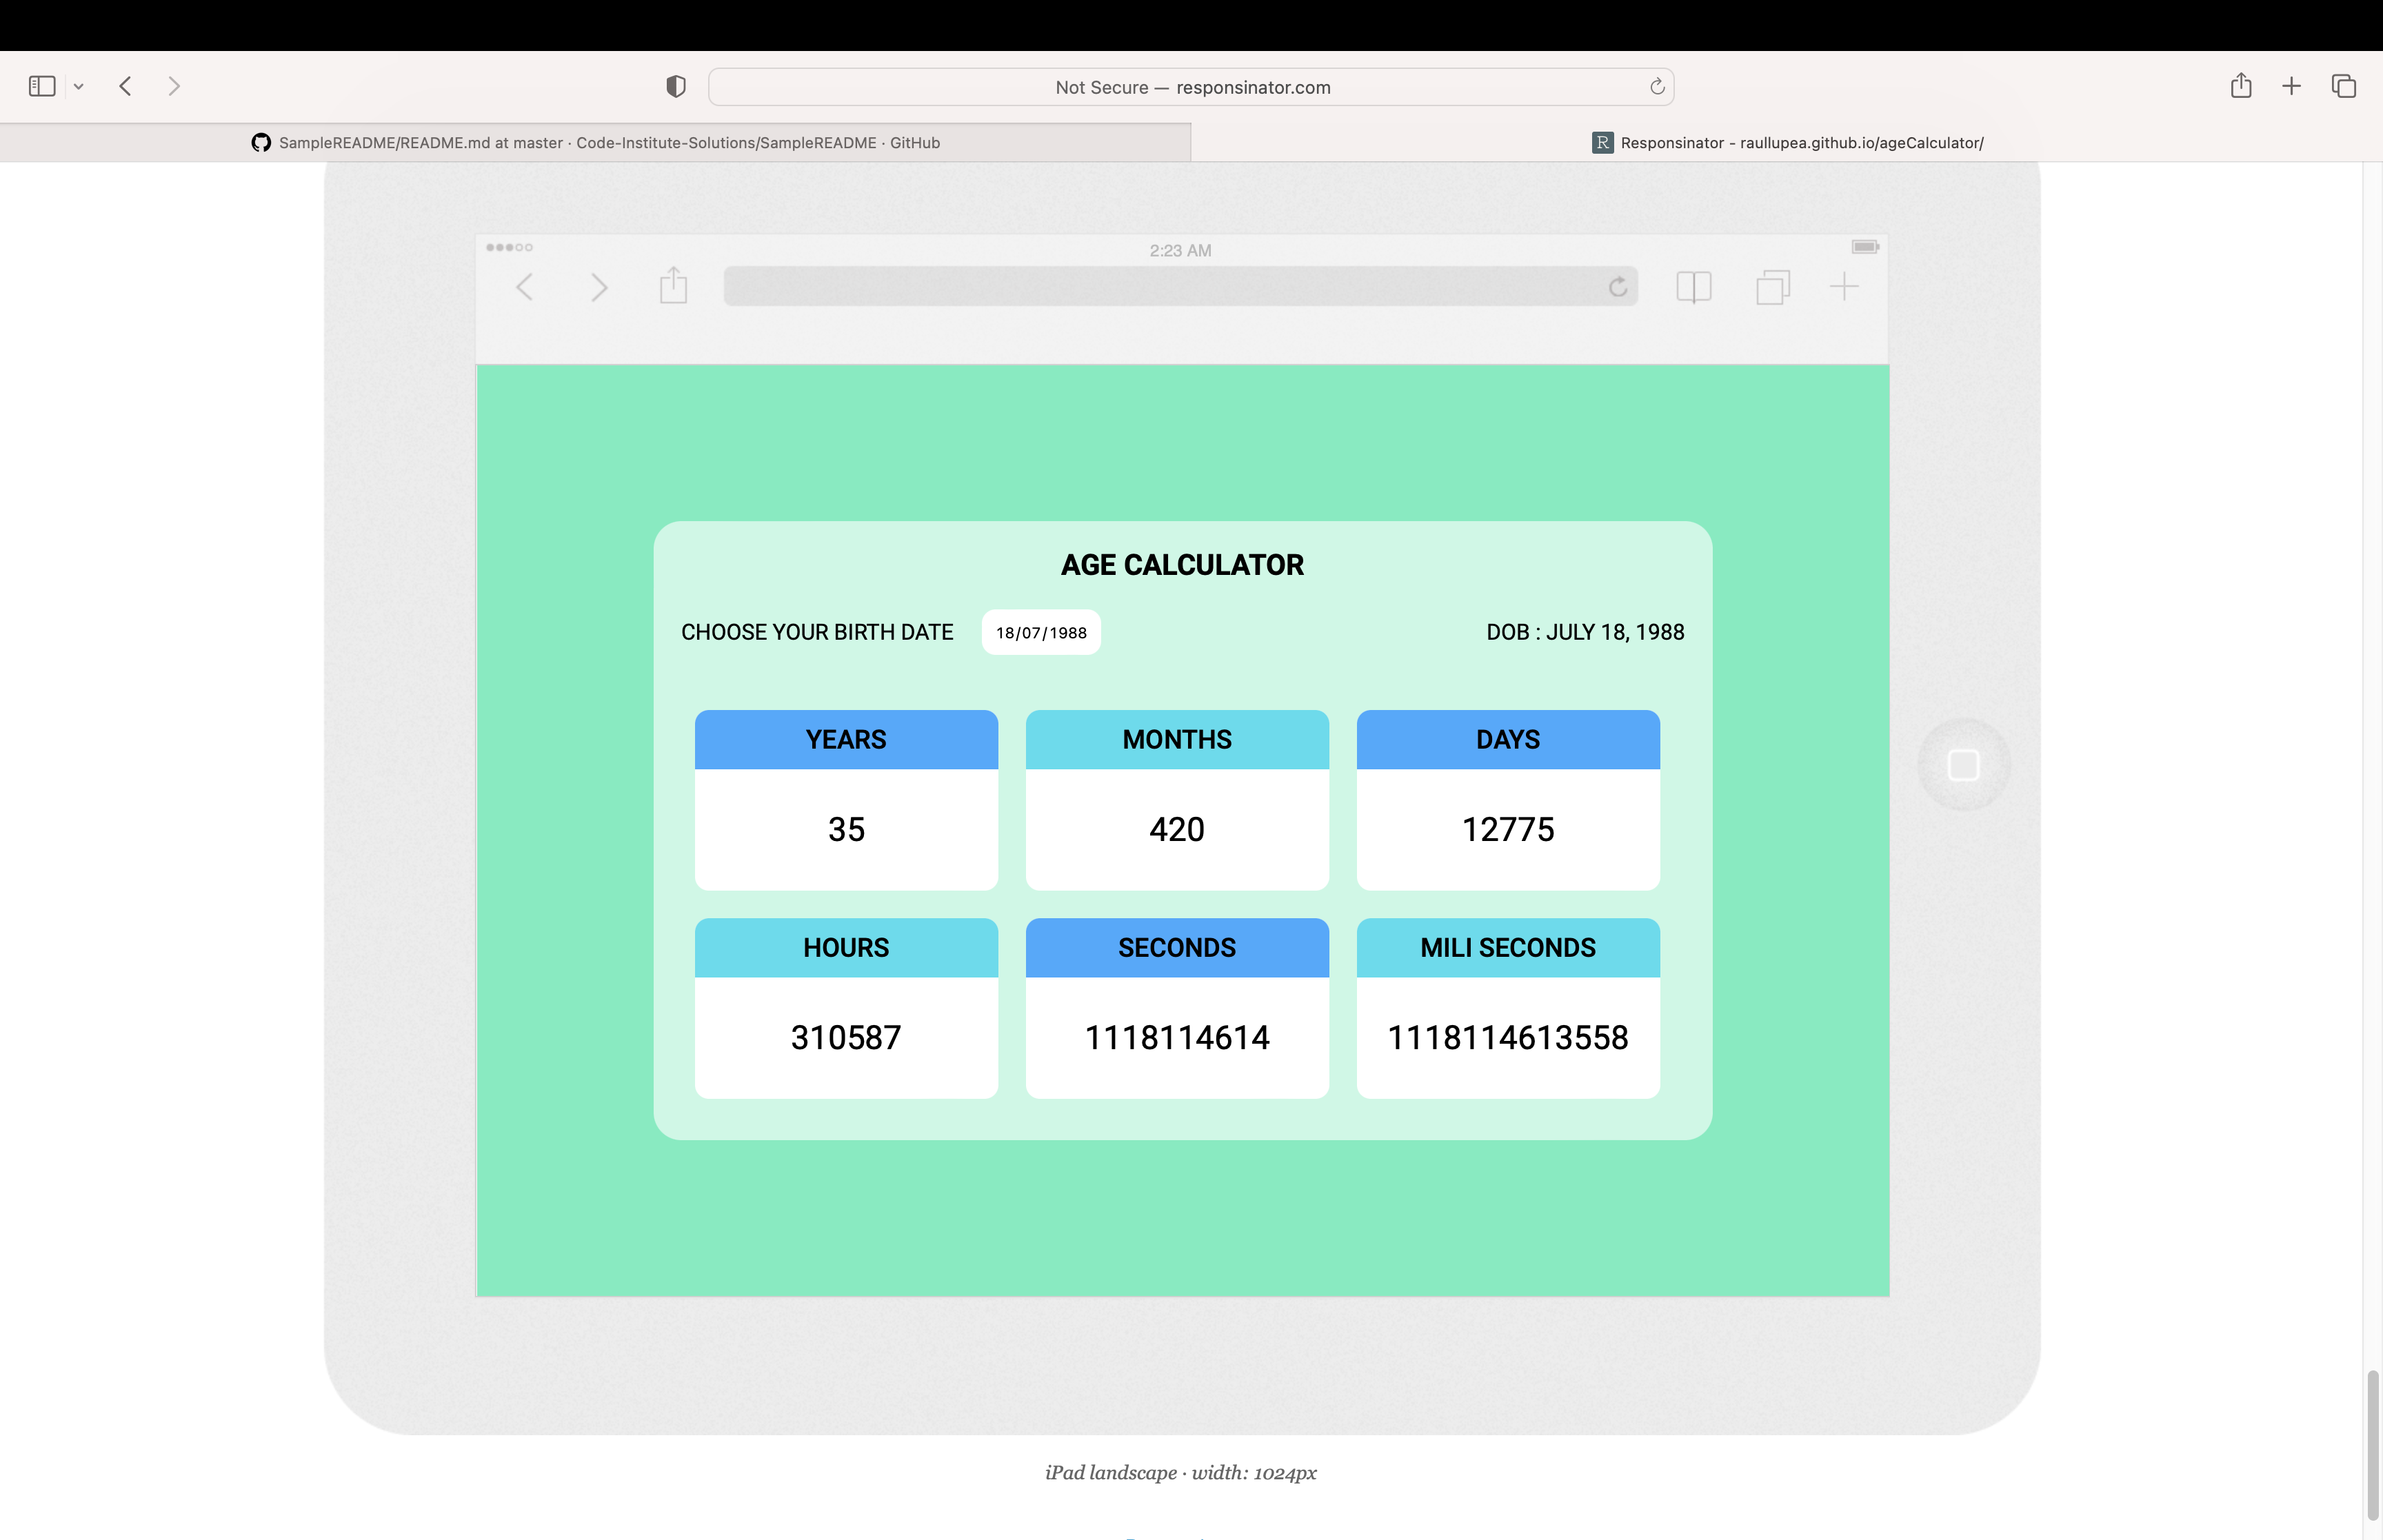 Not Secure — responsinator.com
SampleREADME/README.md at master · Code-Institute-Solutions/SampleREADME · GitHub
R Responsinator - raullupea.github.io/ageCalculator/
2:23 AM
AGE CALCULATOR
CHOOSE YOUR BIRTH DATE 18/07/1988 DOB : JULY 18, 1988
YEARS MONTHS DAYS
35 420 12775
HOURS SECONDS MILI SECONDS
310587 1118114614 1118114613558
iPad landscape · width: 1024px